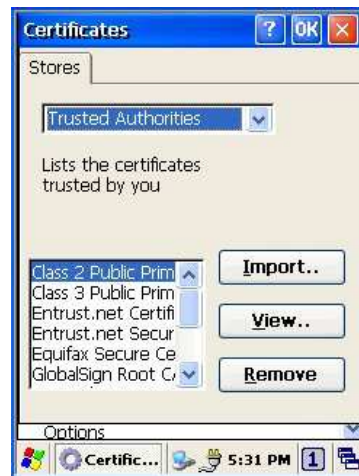 Certificates ? OK ×
Stores
Trusted Authorities
Lists the certificates
trusted by you
Class 2 Public Prim
Class 3 Public Prim
Entrust.net Certifi
Entrust.net Secur
Equifax Secure Ce
GlobalSign Root C
Import..
View..
Remove
Options
Certific... 5:31 PM 1